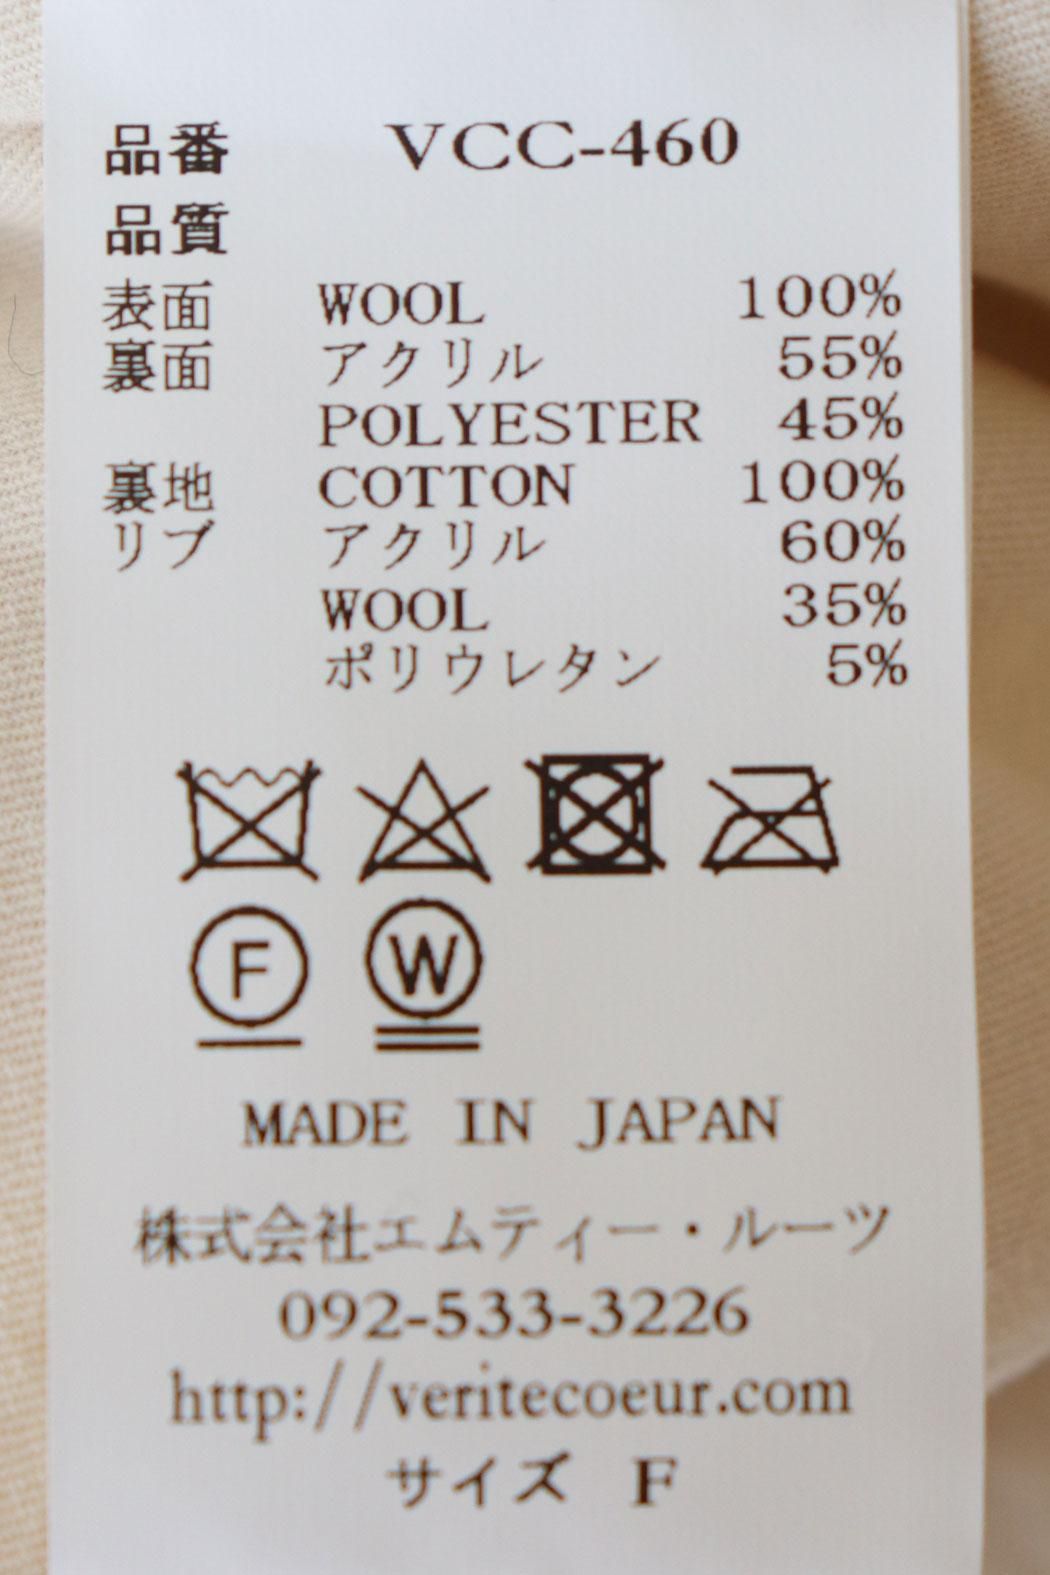 品番 VCC-460
品質
表面 WOOL 100%
裏面 アクリル 55%
POLYESTER 45%
裏地 COTTON 100%
リブ アクリル 60%
WOOL 35%
ポリウレタン 5%
F W
MADE IN JAPAN
株式会社エムティー・ルーツ
092-533-3226
http://veritecoeur.com
サイズ F